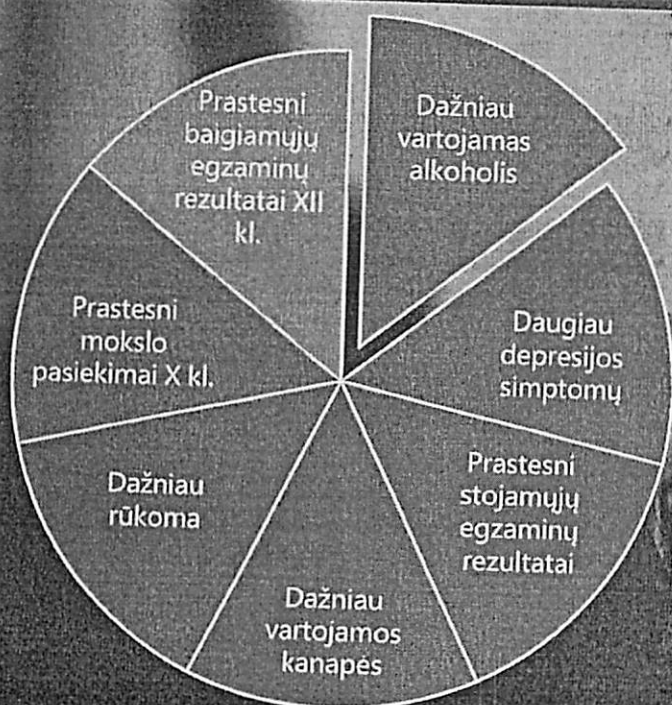 Dažniau
vartojamas
alkoholis
Daugiau
depresijos
simptomų
Prastesni
stojamųjų
egzaminų
rezultatai
Dažniau
vartojamos
kanapės
Dažniau
rūkoma
Prastesni
mokslo
pasiekimai X kl.
Prastesni
baigiamųjų
egzaminų
rezultatai XII
kl.